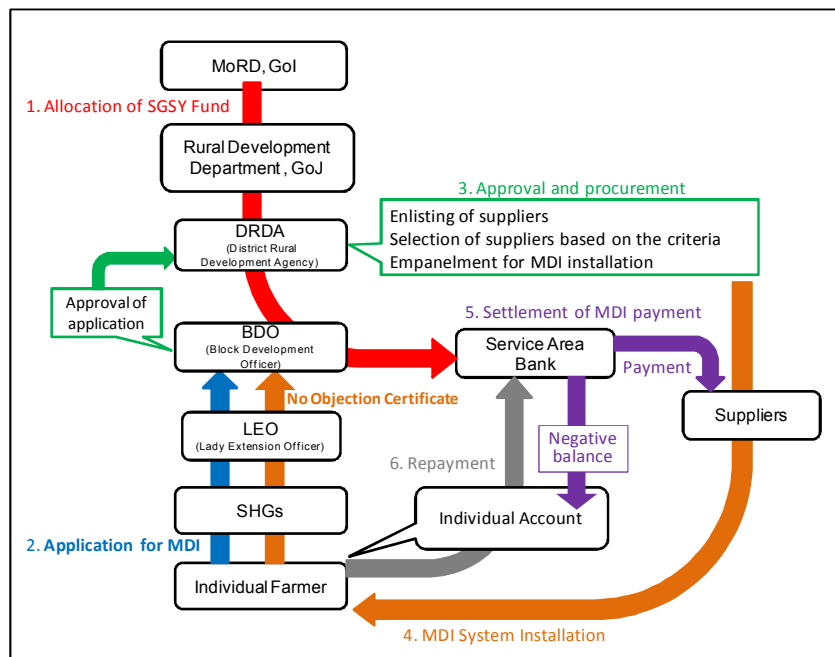 MoRD, GoI
1. Allocation of SGSY Fund
Rural Development
Department , GoJ
3. Approval and procurement
Enlisting of suppliers
Selection of suppliers based on the criteria
Empanelment for MDI installation
DRDA
(District Rural
Development Agency)
Approval of
application
5. Settlement of MDI payment
BDO
(Block Development
Officer)
Service Area
Bank
Payment
No Objection Certificate
Suppliers
LEO
(Lady Extension Officer)
Negative
balance
6. Repayment
SHGs
Individual Account
2. Application for MDI
Individual Farmer
4. MDI System Installation